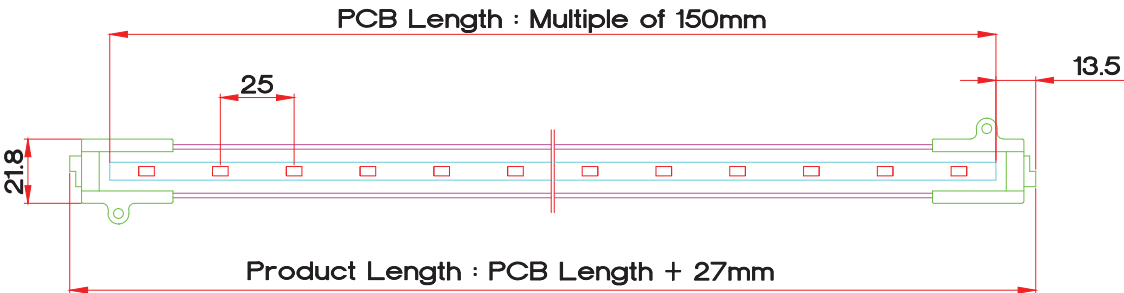 PCB Length : Multiple of 150mm
13.5
25
21.8
Product Length : PCB Length + 27mm